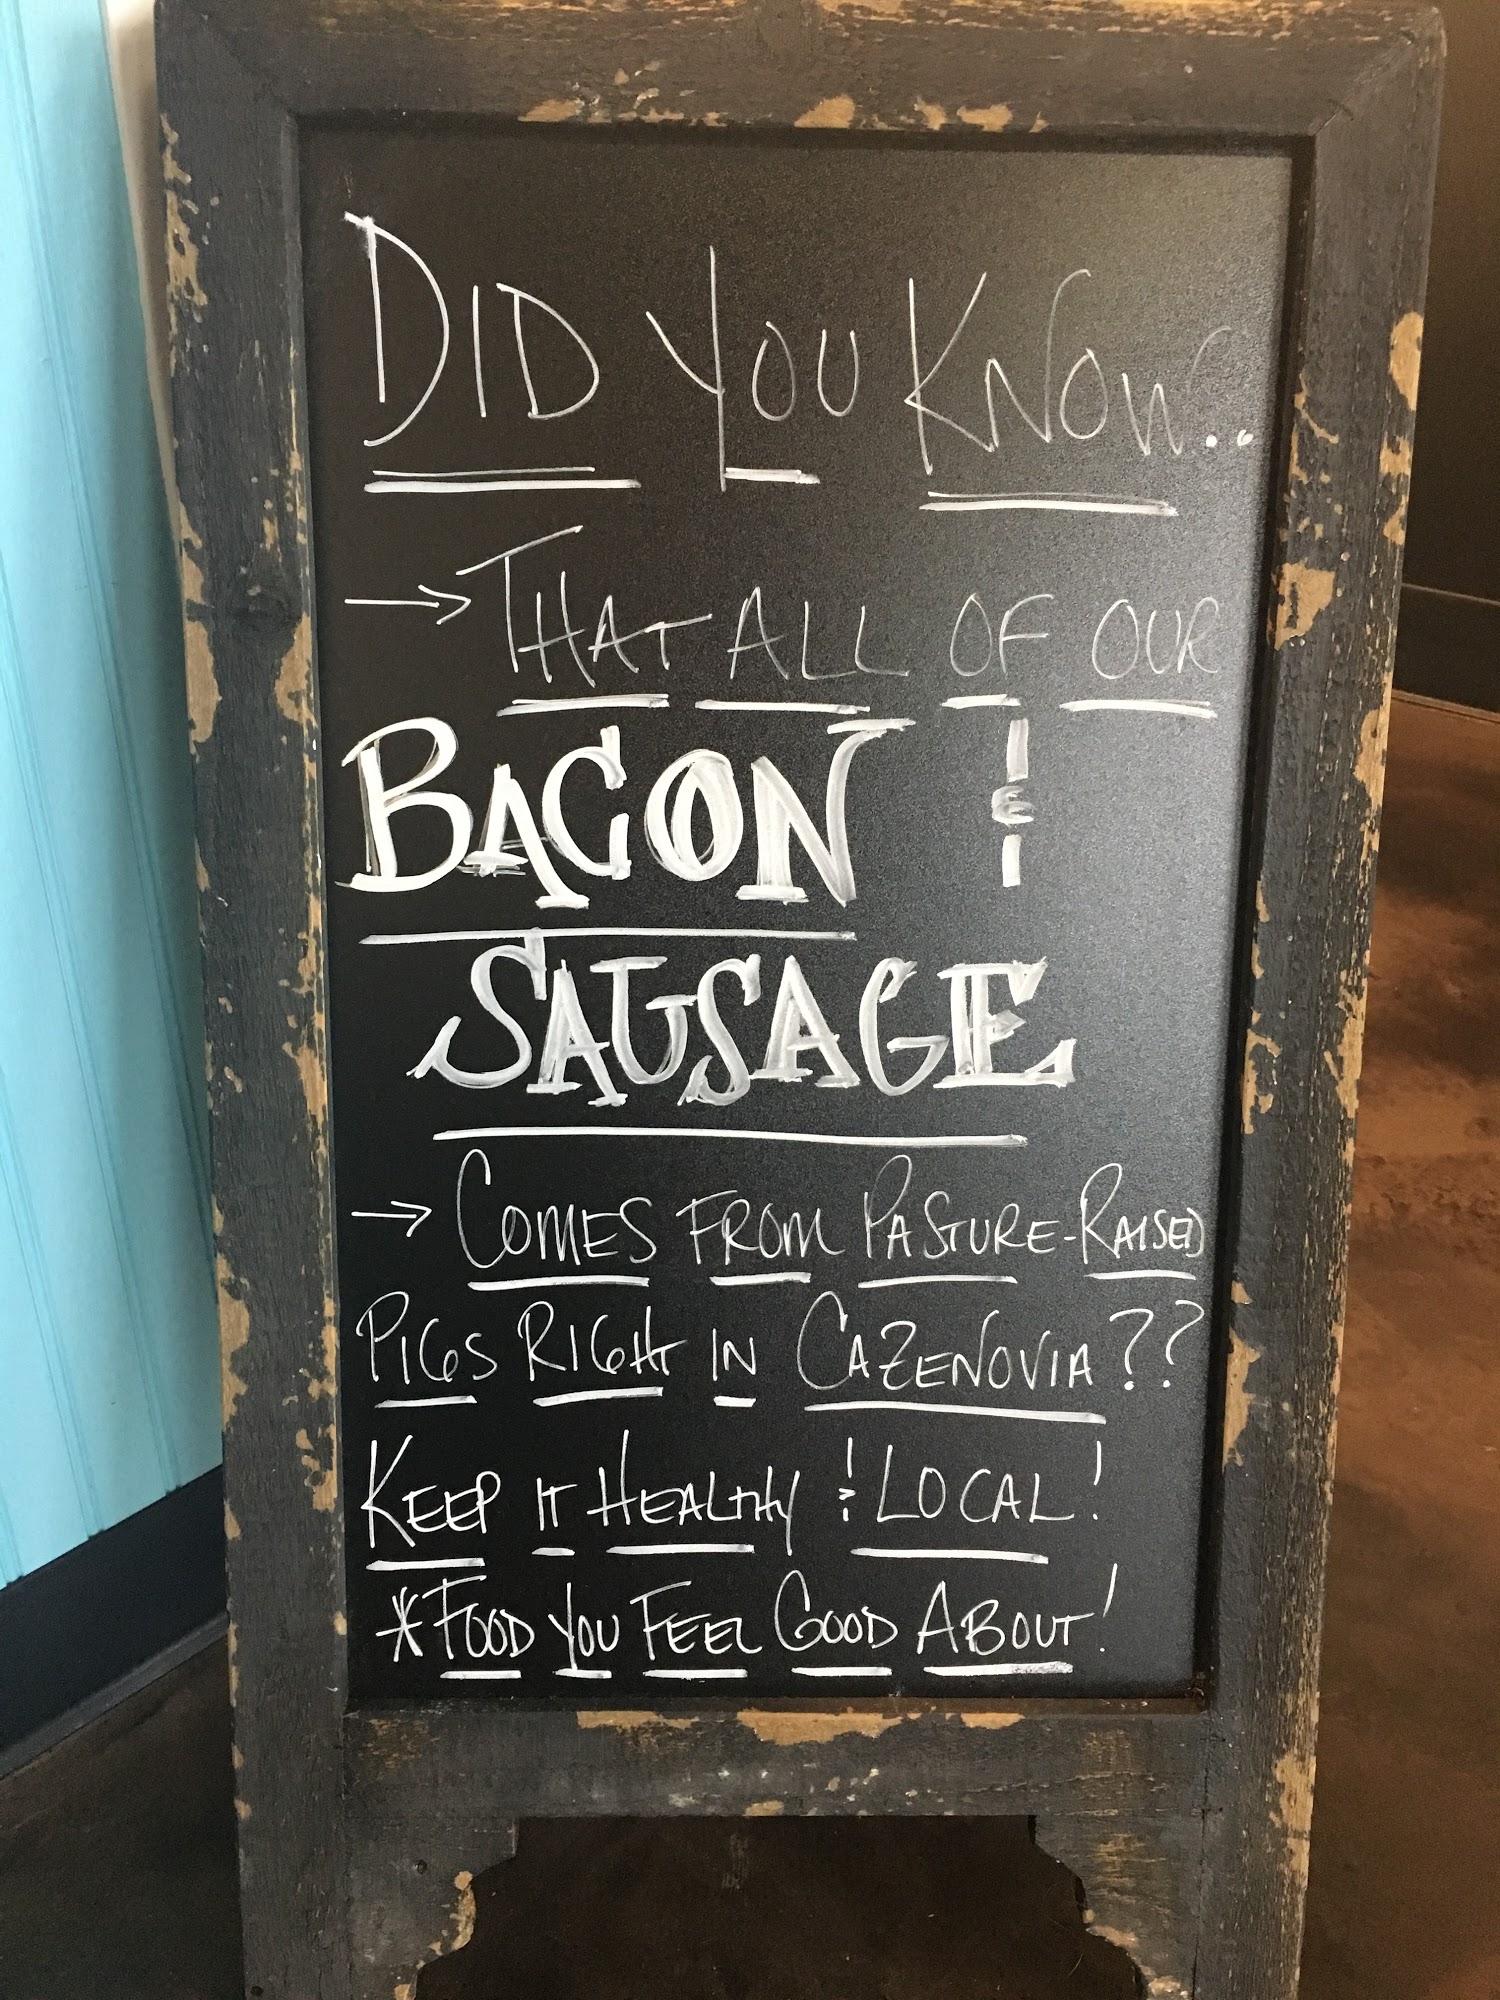 DID YOU KNOW...
→ THAT ALL OF OUR
BACON &
SAUSAGE
→ COMES FROM PASTURE-RAISED
PIGS RIGHT IN CAZENOVIA??
KEEP IT HEALTHY & LOCAL!
*FOOD YOU FEEL GOOD ABOUT!